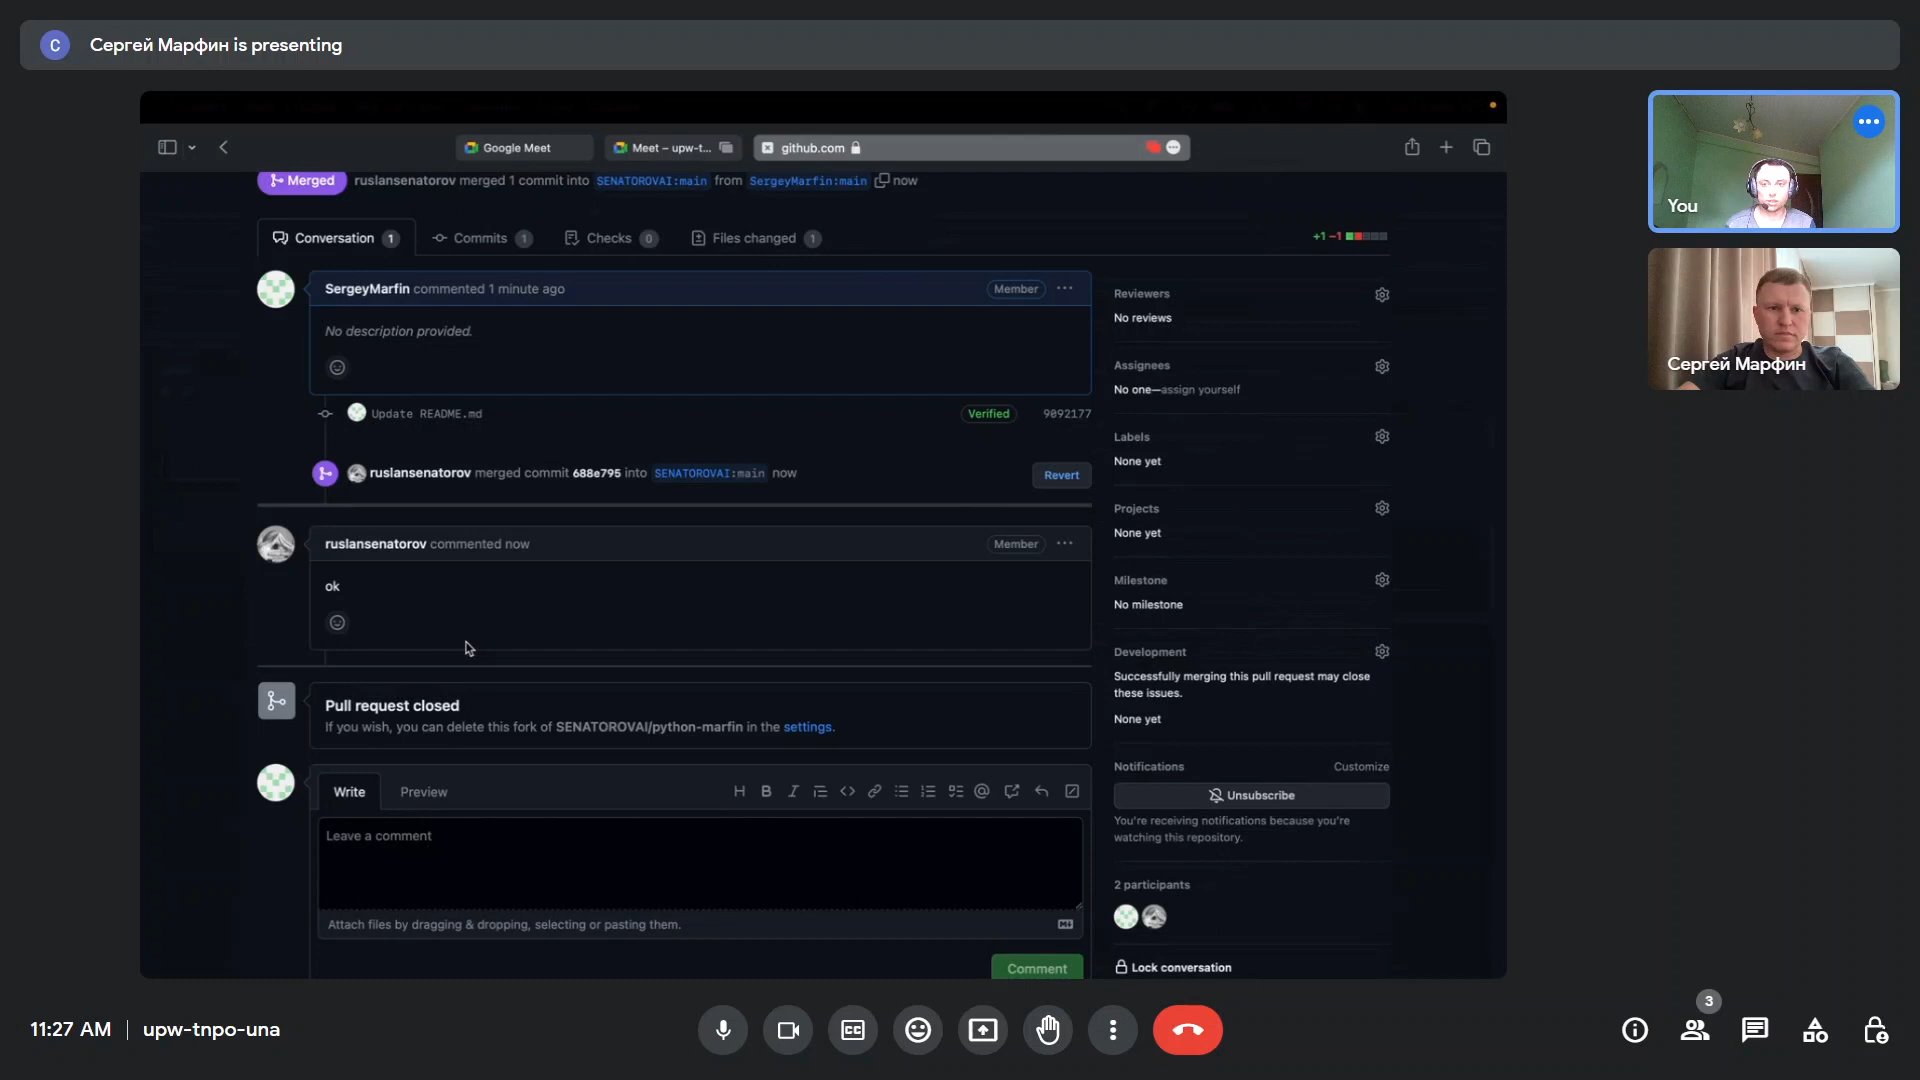 С Сергей Марфин is presenting
Google Meet
Meet – upw-t...
github.com
Merged
ruslansenatorov merged 1 commit into SENATOROVAI:main from SergeyMarfin:main now
Conversation 1
Commits 1
Checks 0
Files changed 1
+1 −1
SergeyMarfin commented 1 minute ago
Member
No description provided.
Update README.md
Verified
9092177
ruslansenatorov merged commit 688e795 into SENATOROVAI:main now
Revert
ruslansenatorov commented now
Member
ok
Pull request closed
If you wish, you can delete this fork of SENATOROVAI/python-marfin in the settings.
Write
Preview
Leave a comment
Attach files by dragging & dropping, selecting or pasting them.
Comment
Reviewers
No reviews
Assignees
No one—assign yourself
Labels
None yet
Projects
None yet
Milestone
No milestone
Development
Successfully merging this pull request may close
these issues.
None yet
Notifications
Customize
Unsubscribe
You're receiving notifications because you're
watching this repository.
2 participants
Lock conversation
You
Сергей Марфин
11:27 AM | upw-tnpo-una
3